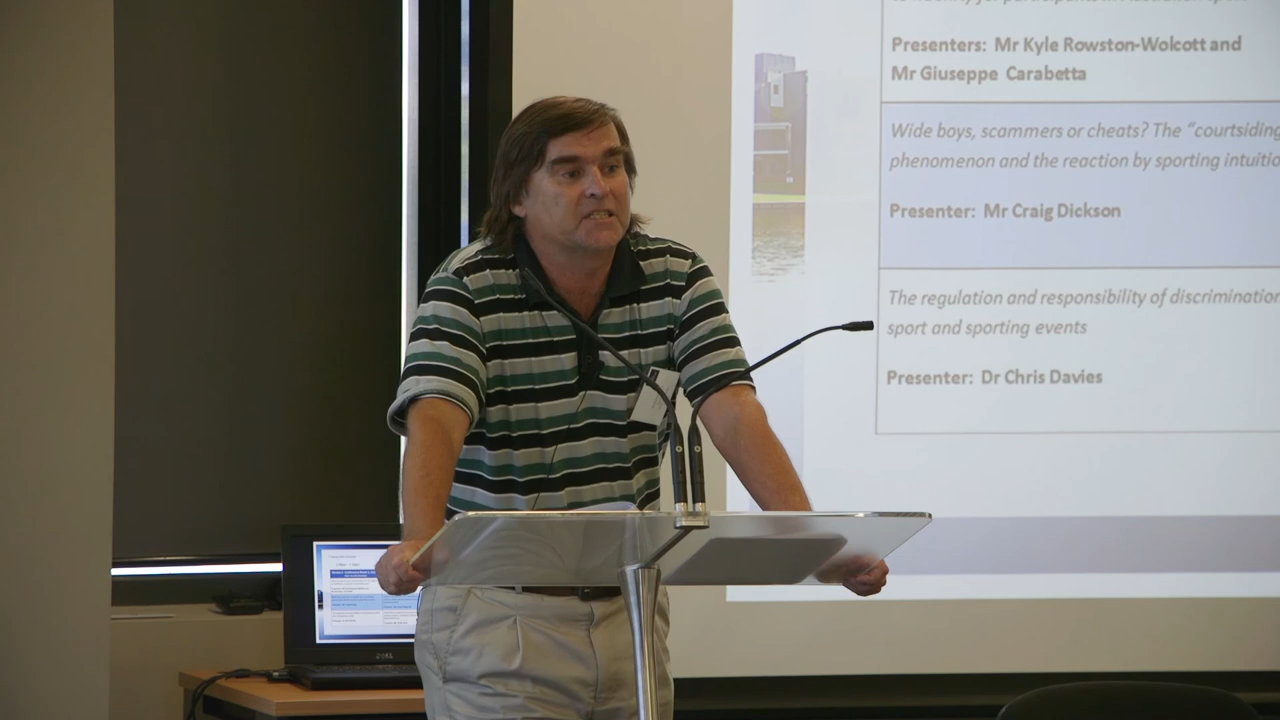 Presenters: Mr Kyle Rowston-Wolcott and
Mr Giuseppe Carabetta
Wide boys, scammers or cheats? The "courtsiding
phenomenon and the reaction by sporting intuitio
Presenter: Mr Craig Dickson
The regulation and responsibility of discrimination
sport and sporting events
Presenter: Dr Chris Davies
DELL